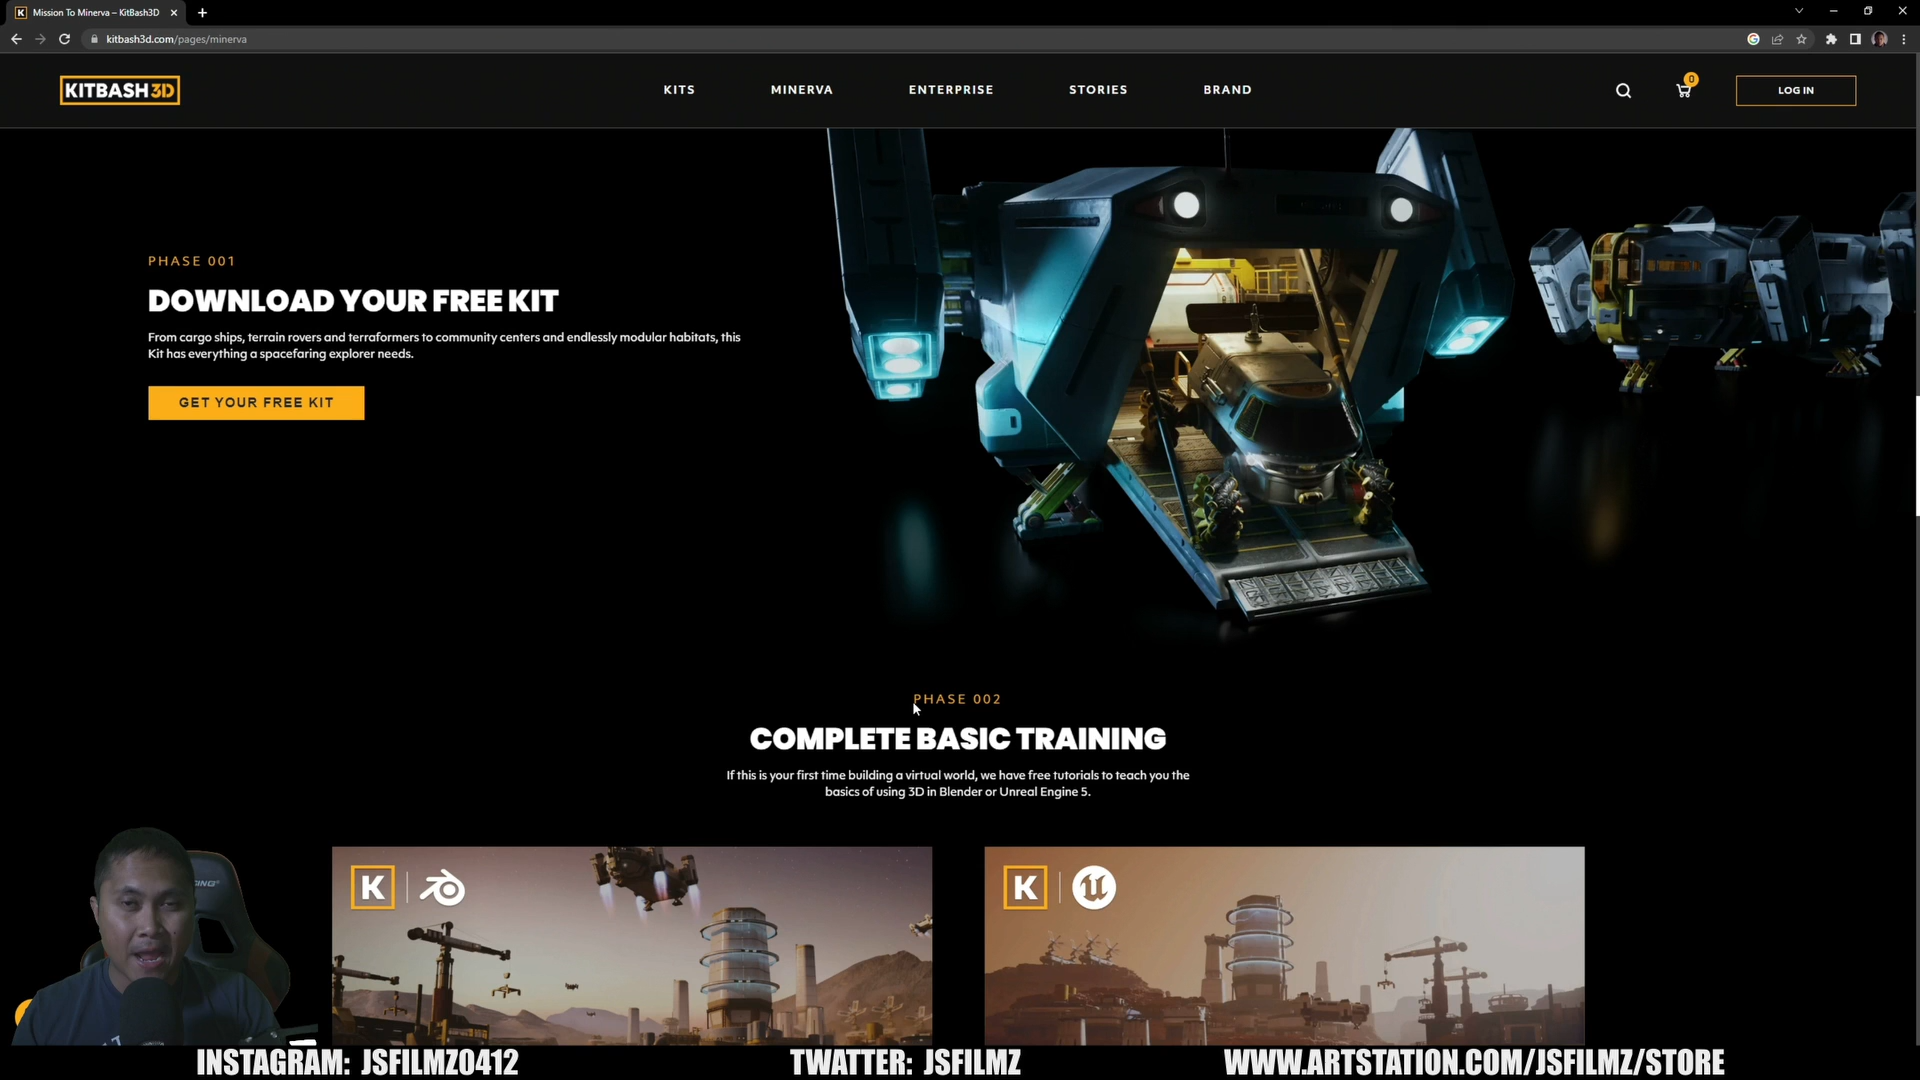 Mission To Minerva – KitBash3D
kitbash3d.com/pages/minerva
KITBASH3D
KITS
MINERVA
ENTERPRISE
STORIES
BRAND
0
LOG IN
PHASE 001
DOWNLOAD YOUR FREE KIT
From cargo ships, terrain rovers and terraformers to community centers and endlessly modular habitats, this
Kit has everything a spacefaring explorer needs.
GET YOUR FREE KIT
PHASE 002
COMPLETE BASIC TRAINING
If this is your first time building a virtual world, we have free tutorials to teach you the
basics of using 3D in Blender or Unreal Engine 5.
K
K
INSTAGRAM: JSFILMZ0412
TWATTER: JSFILMZ
WWW.ARTSTATION.COM/JSFILMZ/STORE